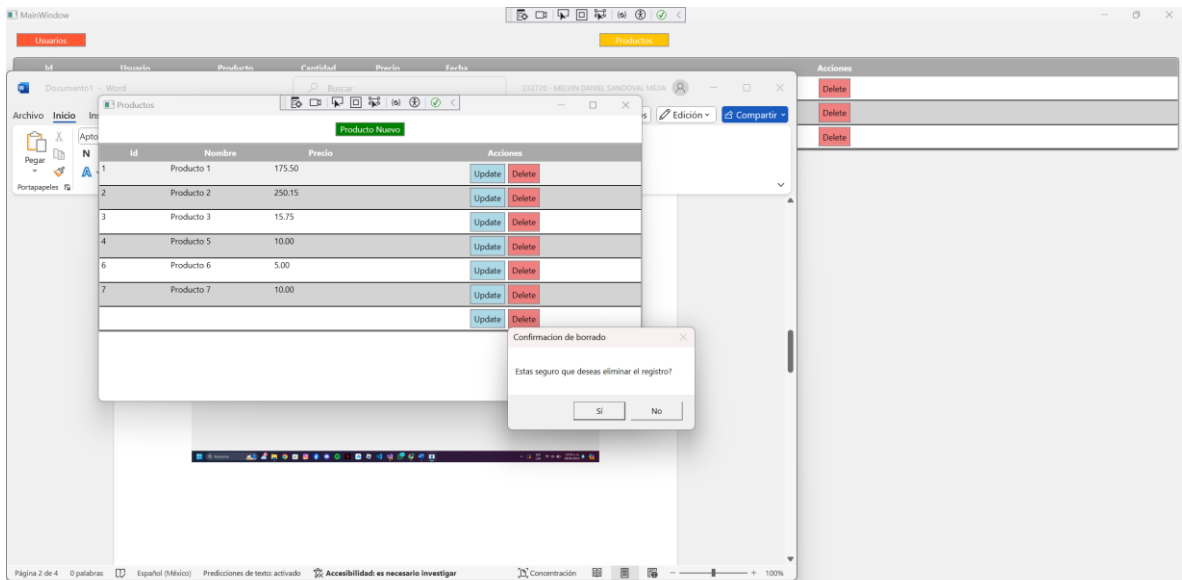 MainWindow
Usuarios
Productos
Id Usuario Producto Cantidad Precio Fecha Acciones
Delete
Delete
Delete
Documento1 - Word
Buscar
232720 - MELVIN DANIEL SANDOVAL MEJIA
Archivo Inicio Ins
Edición
Compartir
Pegar
Apto
N
A
Portapapeles
Productos
Producto Nuevo
Id Nombre Precio Acciones
1 Producto 1 175.50 Update Delete
2 Producto 2 250.15 Update Delete
3 Producto 3 15.75 Update Delete
4 Producto 5 10.00 Update Delete
6 Producto 6 5.00 Update Delete
7 Producto 7 10.00 Update Delete
Update Delete
Confirmacion de borrado
Estas seguro que deseas eliminar el registro?
Sí No
Página 2 de 4 0 palabras Español (México) Predicciones de texto: activado Accesibilidad: es necesario investigar Concentración 100%